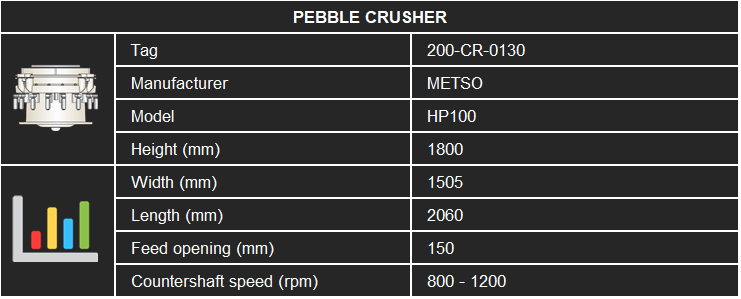 PEBBLE CRUSHER
Tag 200-CR-0130
Manufacturer METSO
Model HP100
Height (mm) 1800
Width (mm) 1505
Length (mm) 2060
Feed opening (mm) 150
Countershaft speed (rpm) 800 - 1200